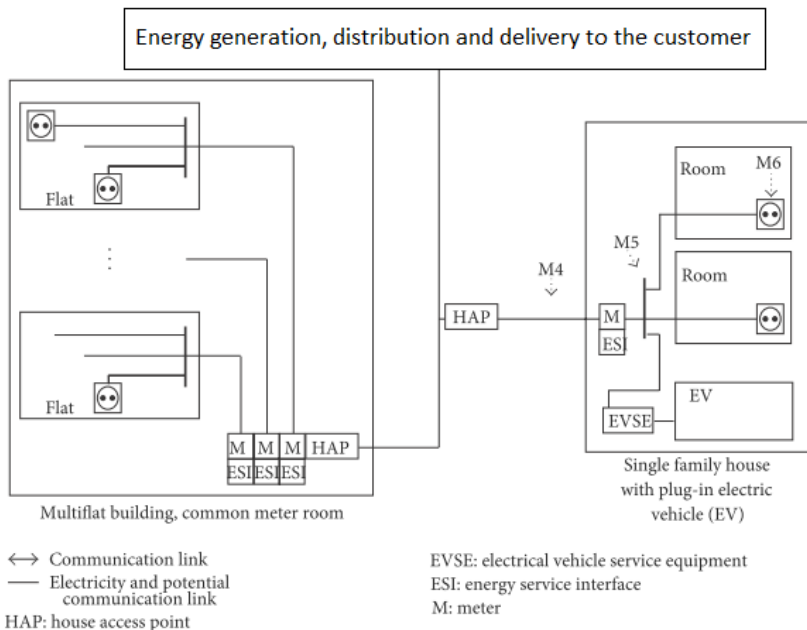 Energy generation, distribution and delivery to the customer
Flat
Flat
M M M HAP
ESI ESI ESI
Multiflat building, common meter room
HAP
M4
M5
M6
Room
Room
M
ESI
EV
EVSE
Single family house
with plug-in electric
vehicle (EV)
Communication link
Electricity and potential
communication link
HAP: house access point
EVSE: electrical vehicle service equipment
ESI: energy service interface
M: meter